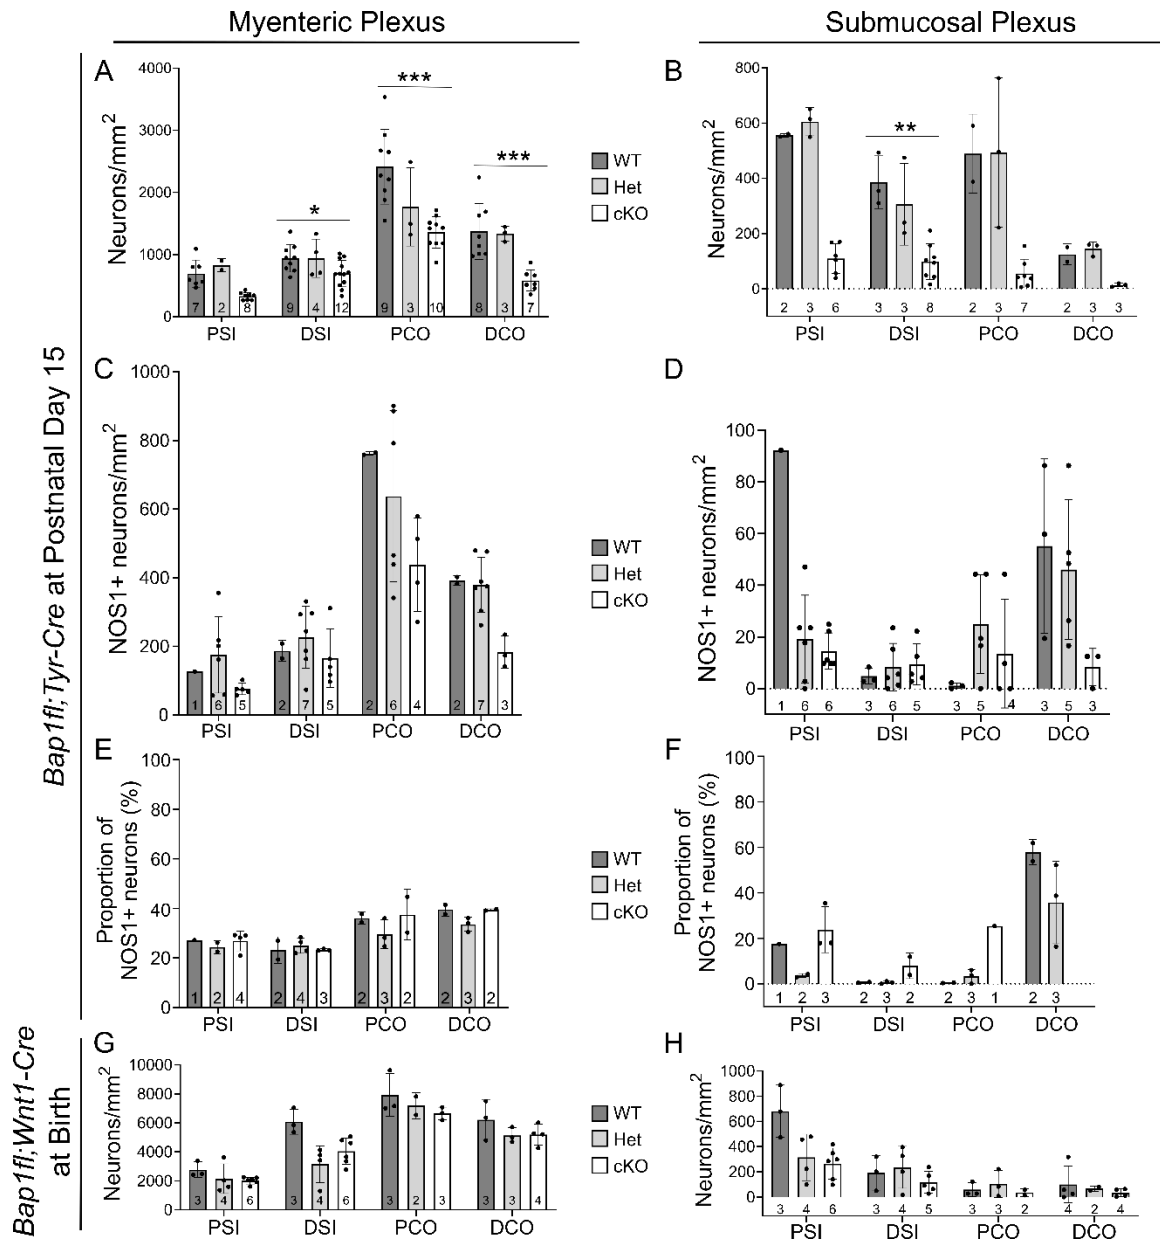 Myenteric Plexus
Submucosal Plexus
Bap1fl;Tyr-Cre at Postnatal Day 15
A
Neurons/mm2
4000
3000
2000
1000
0
***
***
*
7 2 8 9 4 12 9 3 10 8 3 7
PSI DSI PCO DCO
WT
Het
cKO
B
Neurons/mm2
800
600
400
200
0
**
2 3 6 3 3 8 2 3 7 2 3 3
PSI DSI PCO DCO
C
NOS1+ neurons/mm2
1000
800
600
400
200
0
1 6 5 2 7 5 2 6 4 2 7 3
PSI DSI PCO DCO
WT
Het
cKO
D
NOS1+ neurons/mm2
100
80
60
40
20
0
1 6 6 3 6 5 3 5 4 3 5 3
PSI DSI PCO DCO
E
Proportion of
NOS1+ neurons (%)
100
80
60
40
20
0
1 2 4 2 4 3 2 3 2 2 3 2
PSI DSI PCO DCO
WT
Het
cKO
F
Proportion of
NOS1+ neurons (%)
100
80
60
40
20
0
1 2 3 2 3 2 2 3 1 2 3
PSI DSI PCO DCO
Bap1fl;Wnt1-Cre
at Birth
G
Neurons/mm2
10000
8000
6000
4000
2000
0
3 4 6 3 4 6 3 2 3 3 3 4
PSI DSI PCO DCO
WT
Het
cKO
H
Neurons/mm2
1000
800
600
400
200
0
3 4 6 3 4 5 3 3 2 4 2 4
PSI DSI PCO DCO